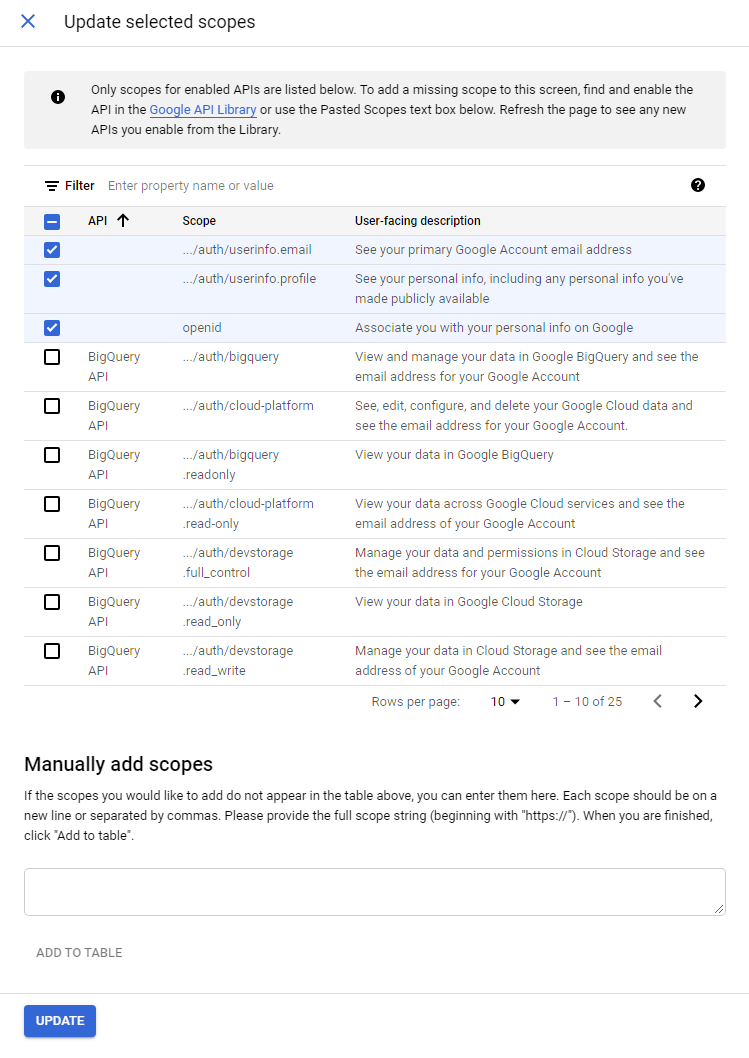 Update selected scopes
Only scopes for enabled APIs are listed below. To add a missing scope to this screen, find and enable the
API in the Google API Library or use the Pasted Scopes text box below. Refresh the page to see any new
APIs you enable from the Library.
Filter Enter property name or value
API Scope User-facing description
.../auth/userinfo.email See your primary Google Account email address
.../auth/userinfo.profile See your personal info, including any personal info you've
made publicly available
openid Associate you with your personal info on Google
BigQuery .../auth/bigquery View and manage your data in Google BigQuery and see the
API email address for your Google Account
BigQuery .../auth/cloud-platform See, edit, configure, and delete your Google Cloud data and
API see the email address for your Google Account.
BigQuery .../auth/bigquery View your data in Google BigQuery
API .readonly
BigQuery .../auth/cloud-platform View your data across Google Cloud services and see the
API .read-only email address of your Google Account
BigQuery .../auth/devstorage Manage your data and permissions in Cloud Storage and see
API .full_control the email address for your Google Account
BigQuery .../auth/devstorage View your data in Google Cloud Storage
API .read_only
BigQuery .../auth/devstorage Manage your data in Cloud Storage and see the email
API .read_write address of your Google Account
Rows per page: 10 1 – 10 of 25
Manually add scopes
If the scopes you would like to add do not appear in the table above, you can enter them here. Each scope should be on a
new line or separated by commas. Please provide the full scope string (beginning with "https://"). When you are finished,
click "Add to table".
ADD TO TABLE
UPDATE